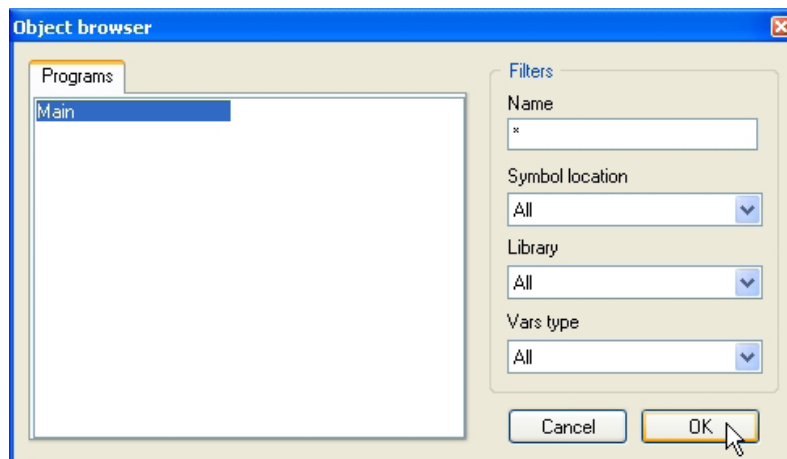 Object browser
Programs
Main
Filters
Name
*
Symbol location
All
Library
All
Vars type
All
Cancel
OK